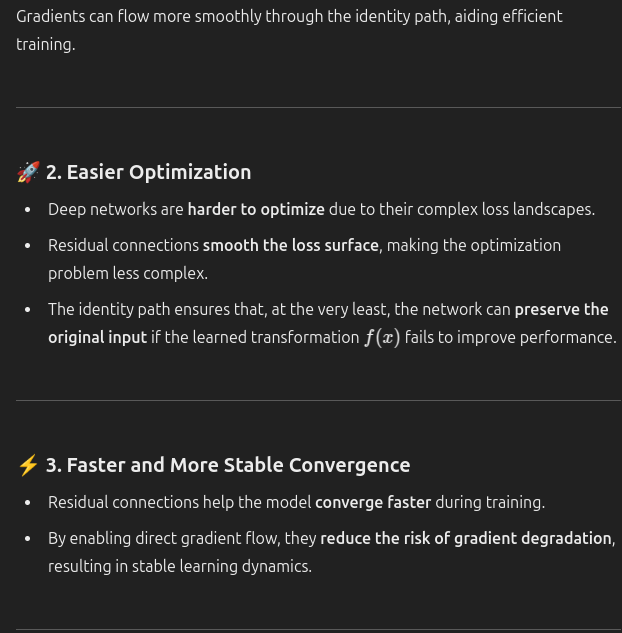 Gradients can flow more smoothly through the identity path, aiding efficient
training.
🚀 2. Easier Optimization
• Deep networks are harder to optimize due to their complex loss landscapes.
• Residual connections smooth the loss surface, making the optimization
problem less complex.
• The identity path ensures that, at the very least, the network can preserve the
original input if the learned transformation f(x) fails to improve performance.
⚡ 3. Faster and More Stable Convergence
• Residual connections help the model converge faster during training.
• By enabling direct gradient flow, they reduce the risk of gradient degradation,
resulting in stable learning dynamics.